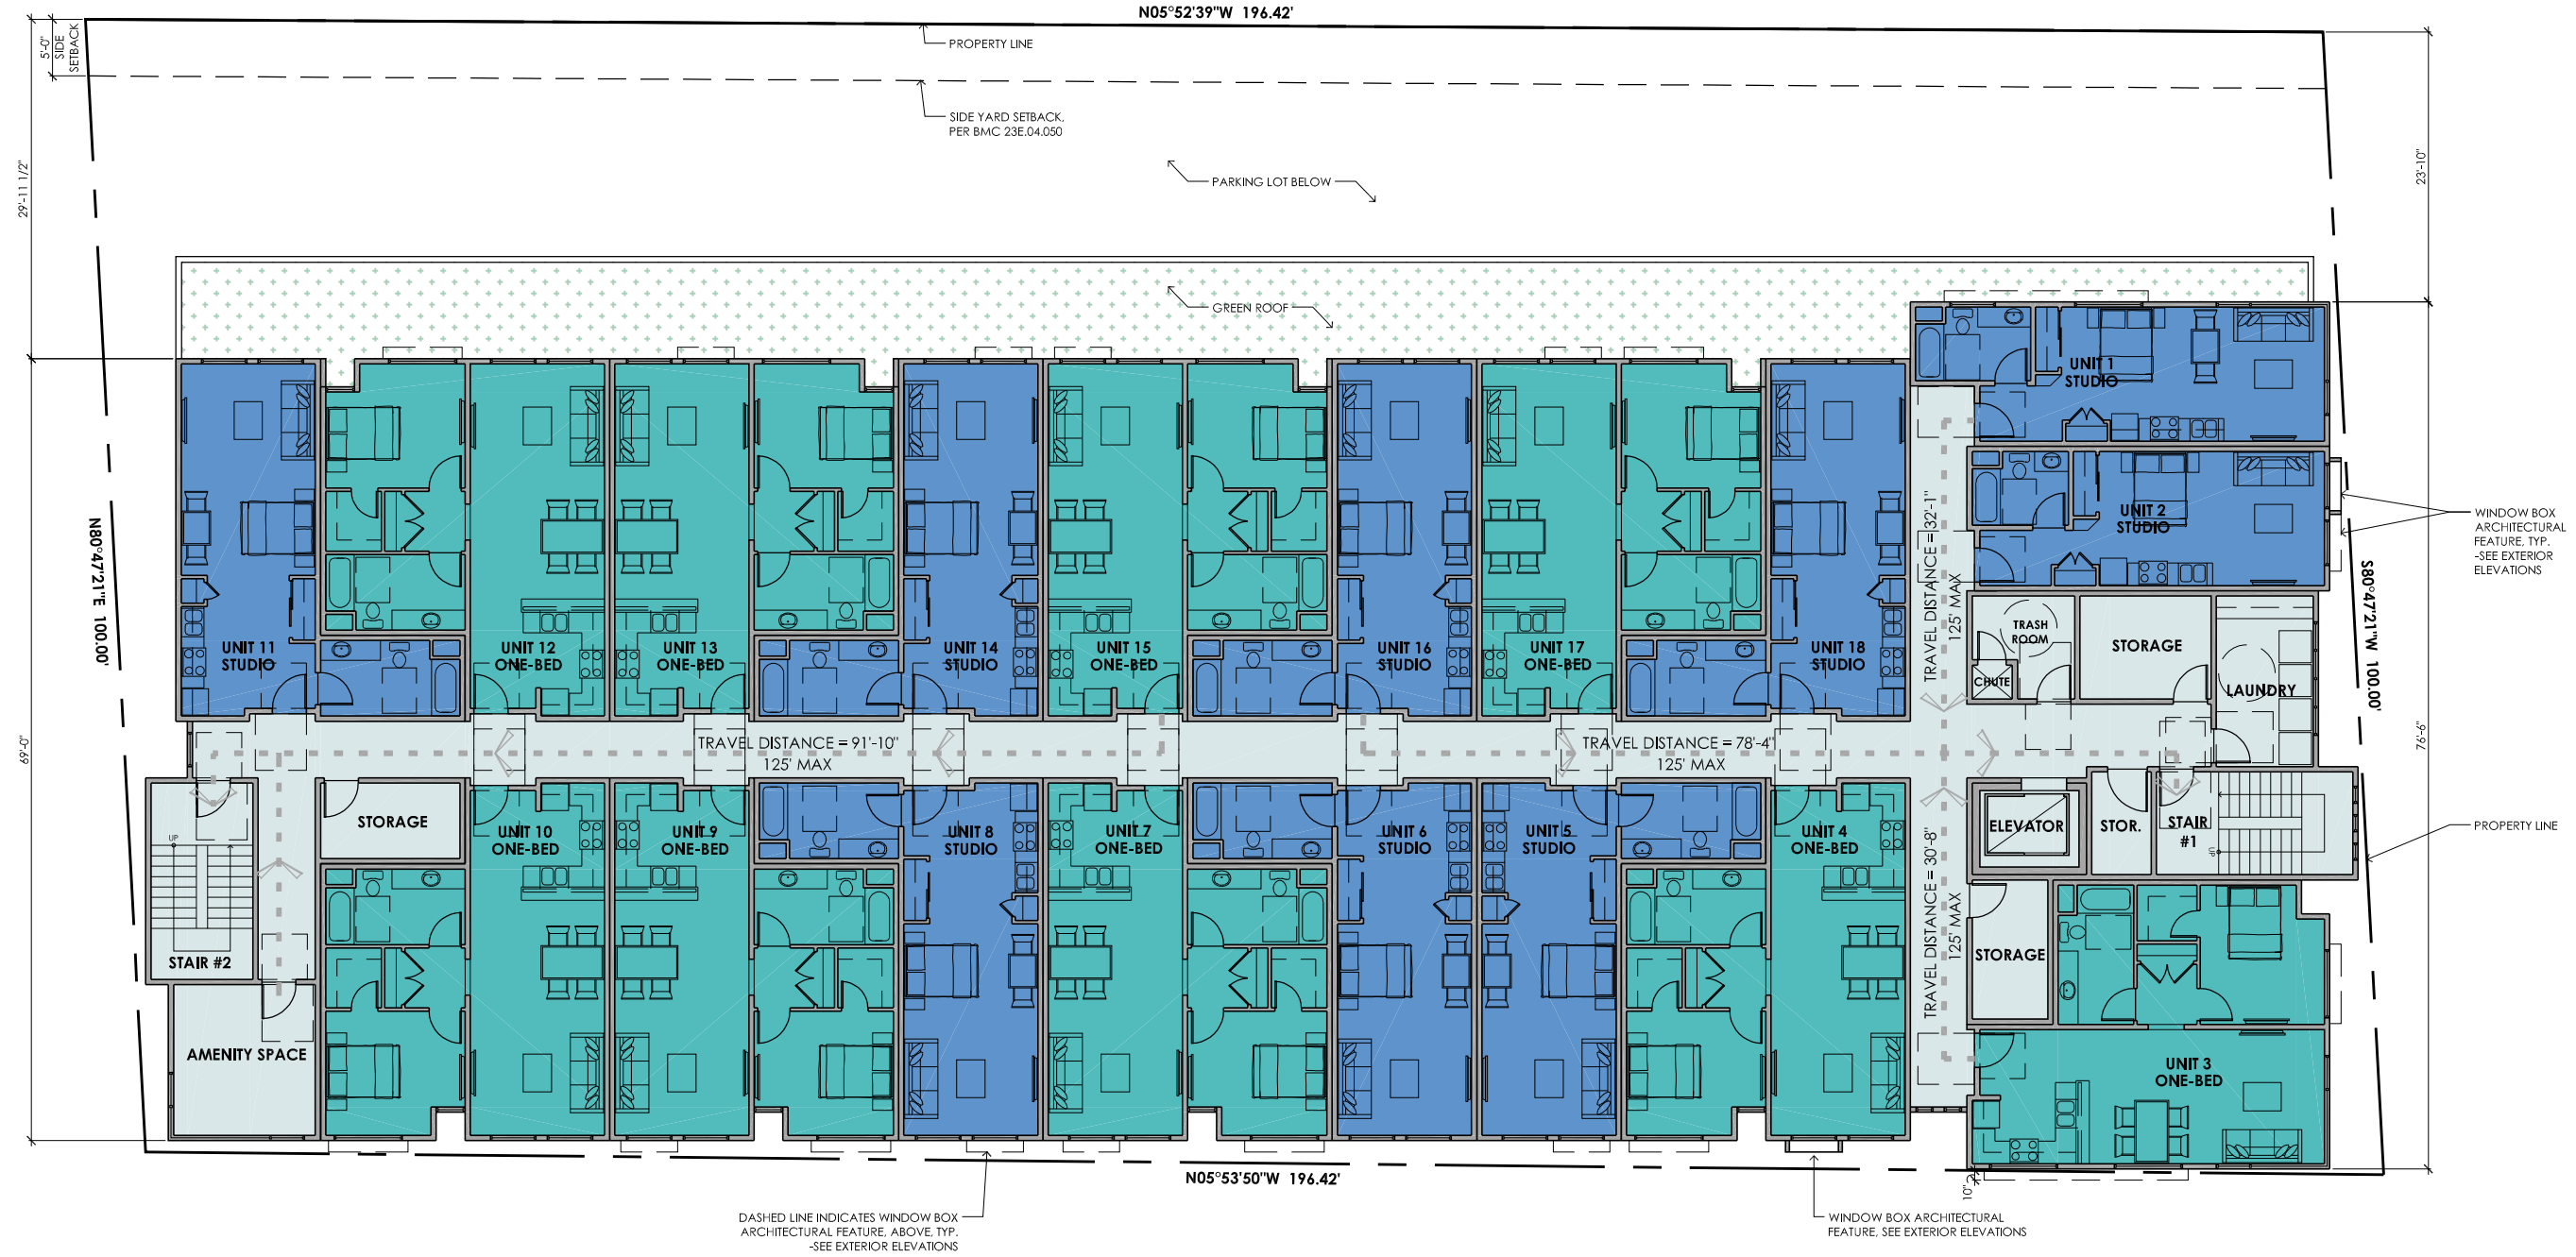 N05°52'39"W 196.42'
5'-0"
SIDE
SETBACK
PROPERTY LINE
SIDE YARD SETBACK,
PER BMC 23E.04.050
29'-11 1/2"
23'-10"
PARKING LOT BELOW
GREEN ROOF
UNIT 1
STUDIO
UNIT 2
STUDIO
WINDOW BOX
ARCHITECTURAL
FEATURE, TYP.
-SEE EXTERIOR
ELEVATIONS
N80°47'21"E 100.00'
S80°47'21"W 100.00'
TRAVEL DISTANCE = 32'-1"
125' MAX
TRASH
ROOM
STORAGE
CHUTE
LAUNDRY
UNIT 11
STUDIO
UNIT 12
ONE-BED
UNIT 13
ONE-BED
UNIT 14
STUDIO
UNIT 15
ONE-BED
UNIT 16
STUDIO
UNIT 17
ONE-BED
UNIT 18
STUDIO
69'-0"
76'-6"
TRAVEL DISTANCE = 91'-10"
125' MAX
TRAVEL DISTANCE = 78'-4"
125' MAX
UP
STORAGE
UNIT 10
ONE-BED
UNIT 9
ONE-BED
UNIT 8
STUDIO
UNIT 7
ONE-BED
UNIT 6
STUDIO
UNIT 5
STUDIO
UNIT 4
ONE-BED
TRAVEL DISTANCE = 30'-8"
125' MAX
ELEVATOR
STOR.
STAIR
#1
UP
PROPERTY LINE
STAIR #2
STORAGE
AMENITY SPACE
UNIT 3
ONE-BED
N05°53'50"W 196.42'
10"
DASHED LINE INDICATES WINDOW BOX
ARCHITECTURAL FEATURE, ABOVE, TYP.
-SEE EXTERIOR ELEVATIONS
WINDOW BOX ARCHITECTURAL
FEATURE, SEE EXTERIOR ELEVATIONS